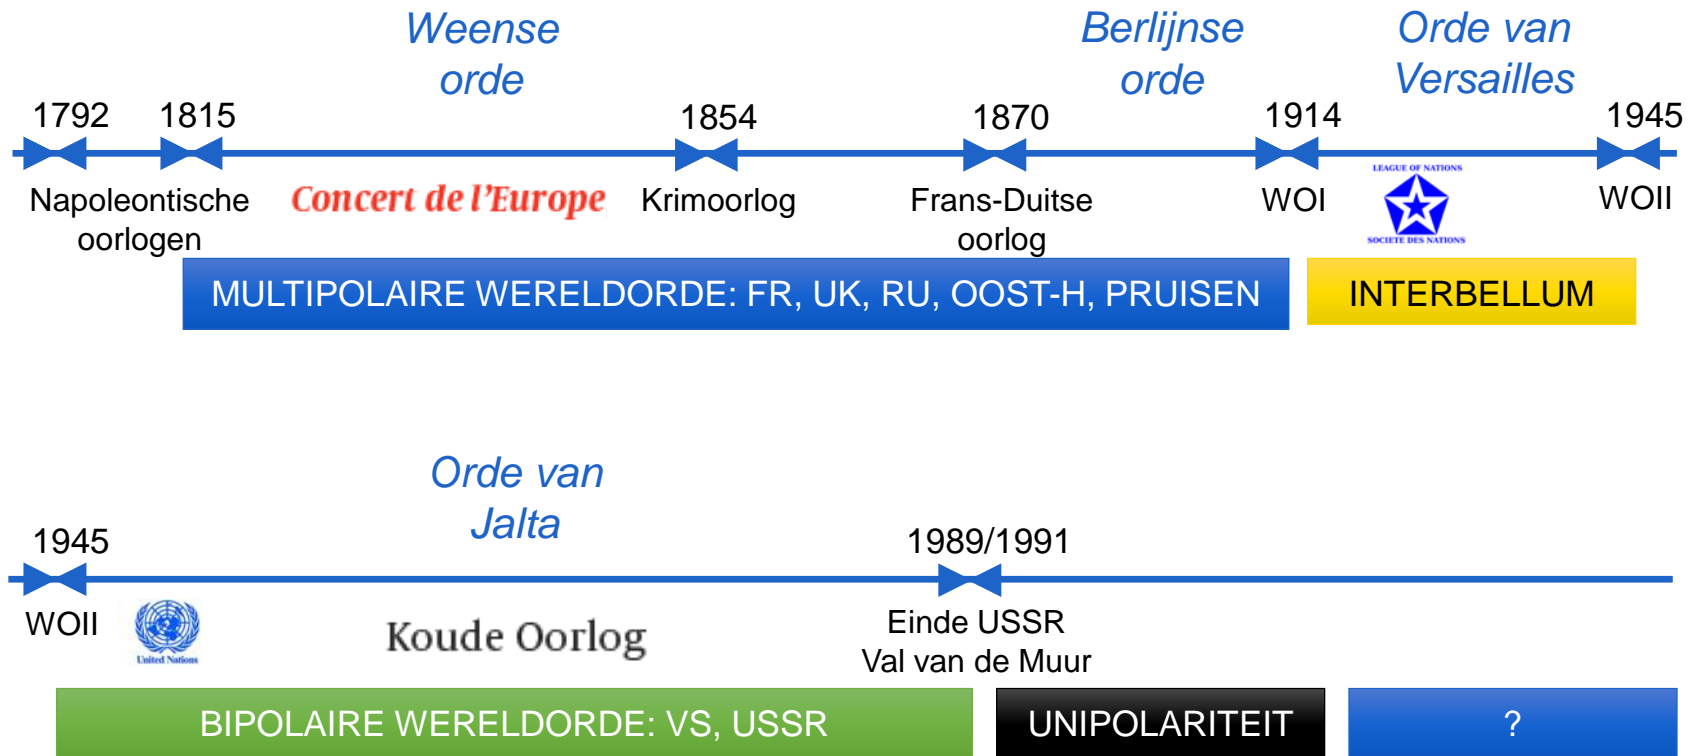 Weense
orde
Berlijnse
orde
Orde van
Versailles
1792
1815
1854
1870
1914
1945
Napoleontische
oorlogen
Concert de l'Europe
Krimoorlog
Frans-Duitse
oorlog
WOI
LEAGUE OF NATIONS
SOCIETE DES NATIONS
WOII
MULTIPOLAIRE WERELDORDE: FR, UK, RU, OOST-H, PRUISEN
INTERBELLUM
Orde van
Jalta
1945
1989/1991
WOII
United Nations
Koude Oorlog
Einde USSR
Val van de Muur
BIPOLAIRE WERELDORDE: VS, USSR
UNIPOLARITEIT
?